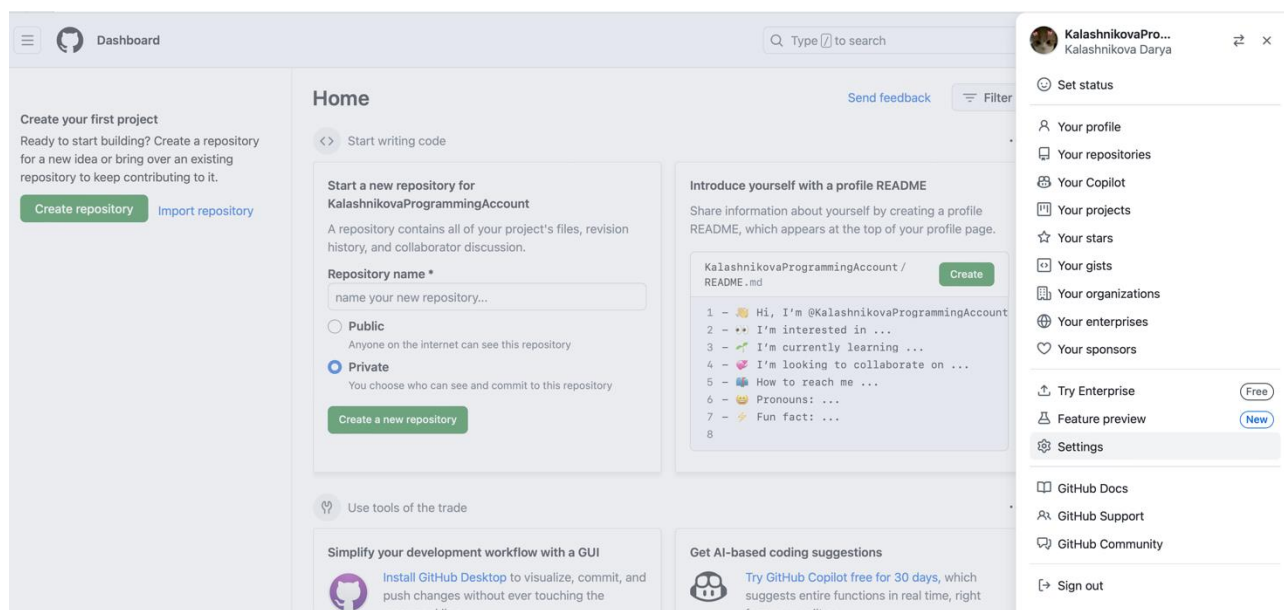 Dashboard
Type / to search
Create your first project
Ready to start building? Create a repository
for a new idea or bring over an existing
repository to keep contributing to it.
Create repository
Import repository
Home
Send feedback
Filter
Start writing code
Start a new repository for
KalashnikovaProgrammingAccount
A repository contains all of your project's files, revision
history, and collaborator discussion.
Repository name *
name your new repository...
Public
Anyone on the internet can see this repository
Private
You choose who can see and commit to this repository
Create a new repository
Introduce yourself with a profile README
Share information about yourself by creating a profile
README, which appears at the top of your profile page.
KalashnikovaProgrammingAccount /
README.md
Create
1 - 👋 Hi, I'm @KalashnikovaProgrammingAccount
2 - 👀 I'm interested in ...
3 - 🌱 I'm currently learning ...
4 - 💞️ I'm looking to collaborate on ...
5 - 📫 How to reach me ...
6 - 😄 Pronouns: ...
7 - ⚡ Fun fact: ...
8
Use tools of the trade
Simplify your development workflow with a GUI
Install GitHub Desktop to visualize, commit, and
push changes without ever touching the
Get AI-based coding suggestions
Try GitHub Copilot free for 30 days, which
suggests entire functions in real time, right
KalashnikovaPro...
Kalashnikova Darya
Set status
Your profile
Your repositories
Your Copilot
Your projects
Your stars
Your gists
Your organizations
Your enterprises
Your sponsors
Try Enterprise
Free
Feature preview
New
Settings
GitHub Docs
GitHub Support
GitHub Community
Sign out